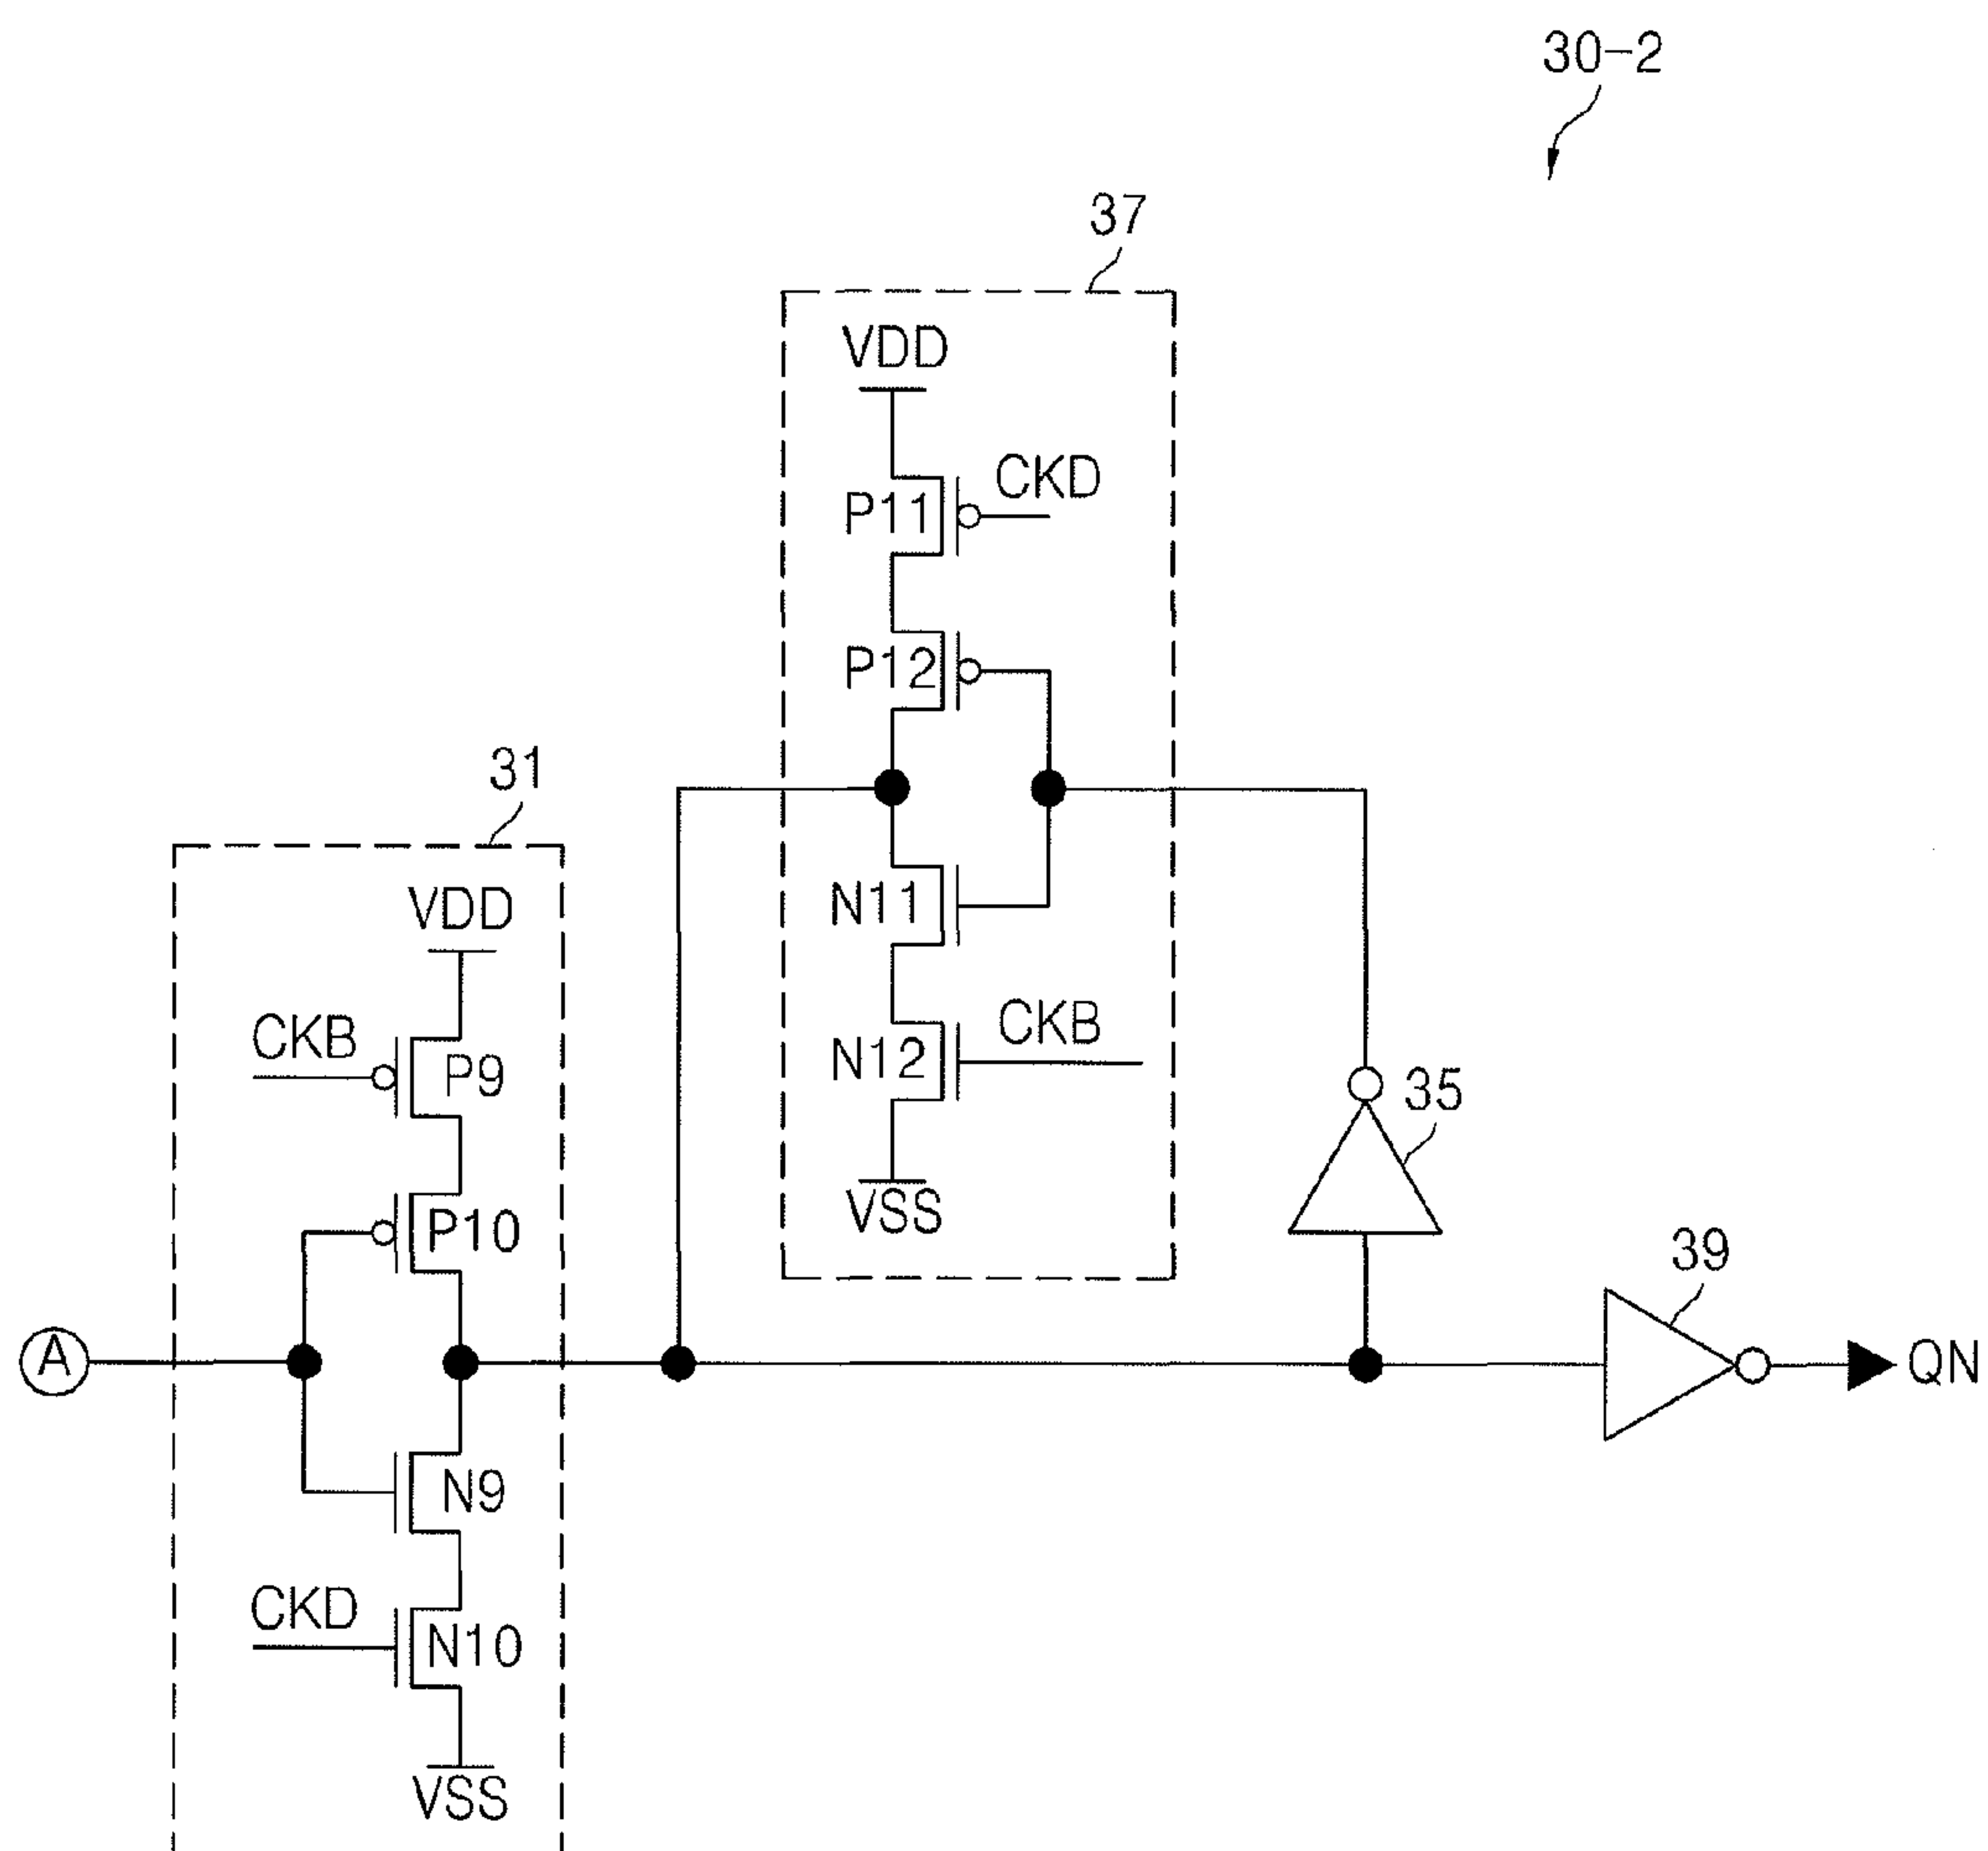 30-2
37
VDD
CKD
P11
P12
31
N11
VDD
CKB
N12
CKB
P9
35
VSS
P10
39
A
QN
N9
CKD
N10
VSS